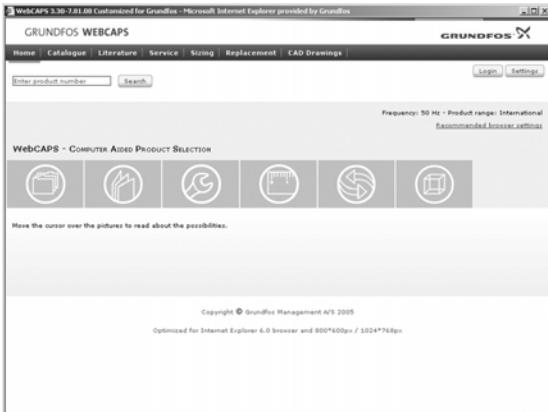 WebCAPS 3.30-7.01.00 Customized for Grundfos - Microsoft Internet Explorer provided by Grundfos
GRUNDFOS WEBCAPS
GRUNDFOS
Home Catalogue Literature Service Sizing Replacement CAD Drawings
Login Settings
Enter product number Search
Frequency: 50 Hz - Product range: International
Recommended browser settings
WebCAPS - Computer Aided Product Selection
Move the cursor over the pictures to read about the possibilities.
Copyright © Grundfos Management A/S 2005
Optimized for Internet Explorer 6.0 browser and 800*600px / 1024*768px